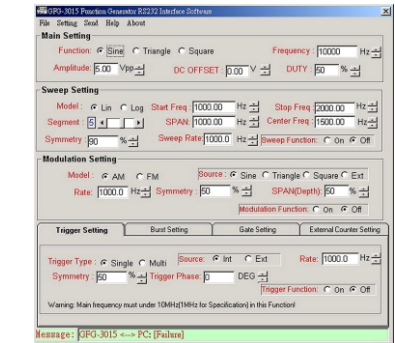 GFG-3015 Function Generator RS232 Interface Software
File Setting Send Help About
Main Setting
Function: Sine Triangle Square Frequency: 10000 Hz
Amplitude: 5.00 Vpp DC OFFSET: 0.00 V DUTY: 50 %
Sweep Setting
Model: Lin Log Start Freq: 1000.00 Hz Stop Freq: 2000.00 Hz
Segment: 5 SPAN: 1000.00 Hz Center Freq: 1500.00 Hz
Symmetry: 90 % Sweep Rate: 1000.0 Hz Sweep Function: On Off
Modulation Setting
Model: AM FM Source: Sine Triangle Square Ext
Rate: 1000.0 Hz Symmetry: 50 % SPAN(Depth): 50 %
Modulation Function: On Off
Trigger Setting Burst Setting Gate Setting External Counter Setting
Trigger Type: Single Multi Source: Int Ext Rate: 1000.0 Hz
Symmetry: 50 % Trigger Phase: 0 DEG
Trigger Function: On Off
Warning: Main frequency must under 10MHz(1MHz for Specification) in this Function!
Message: GFG-3015 <--> PC: [Failure]